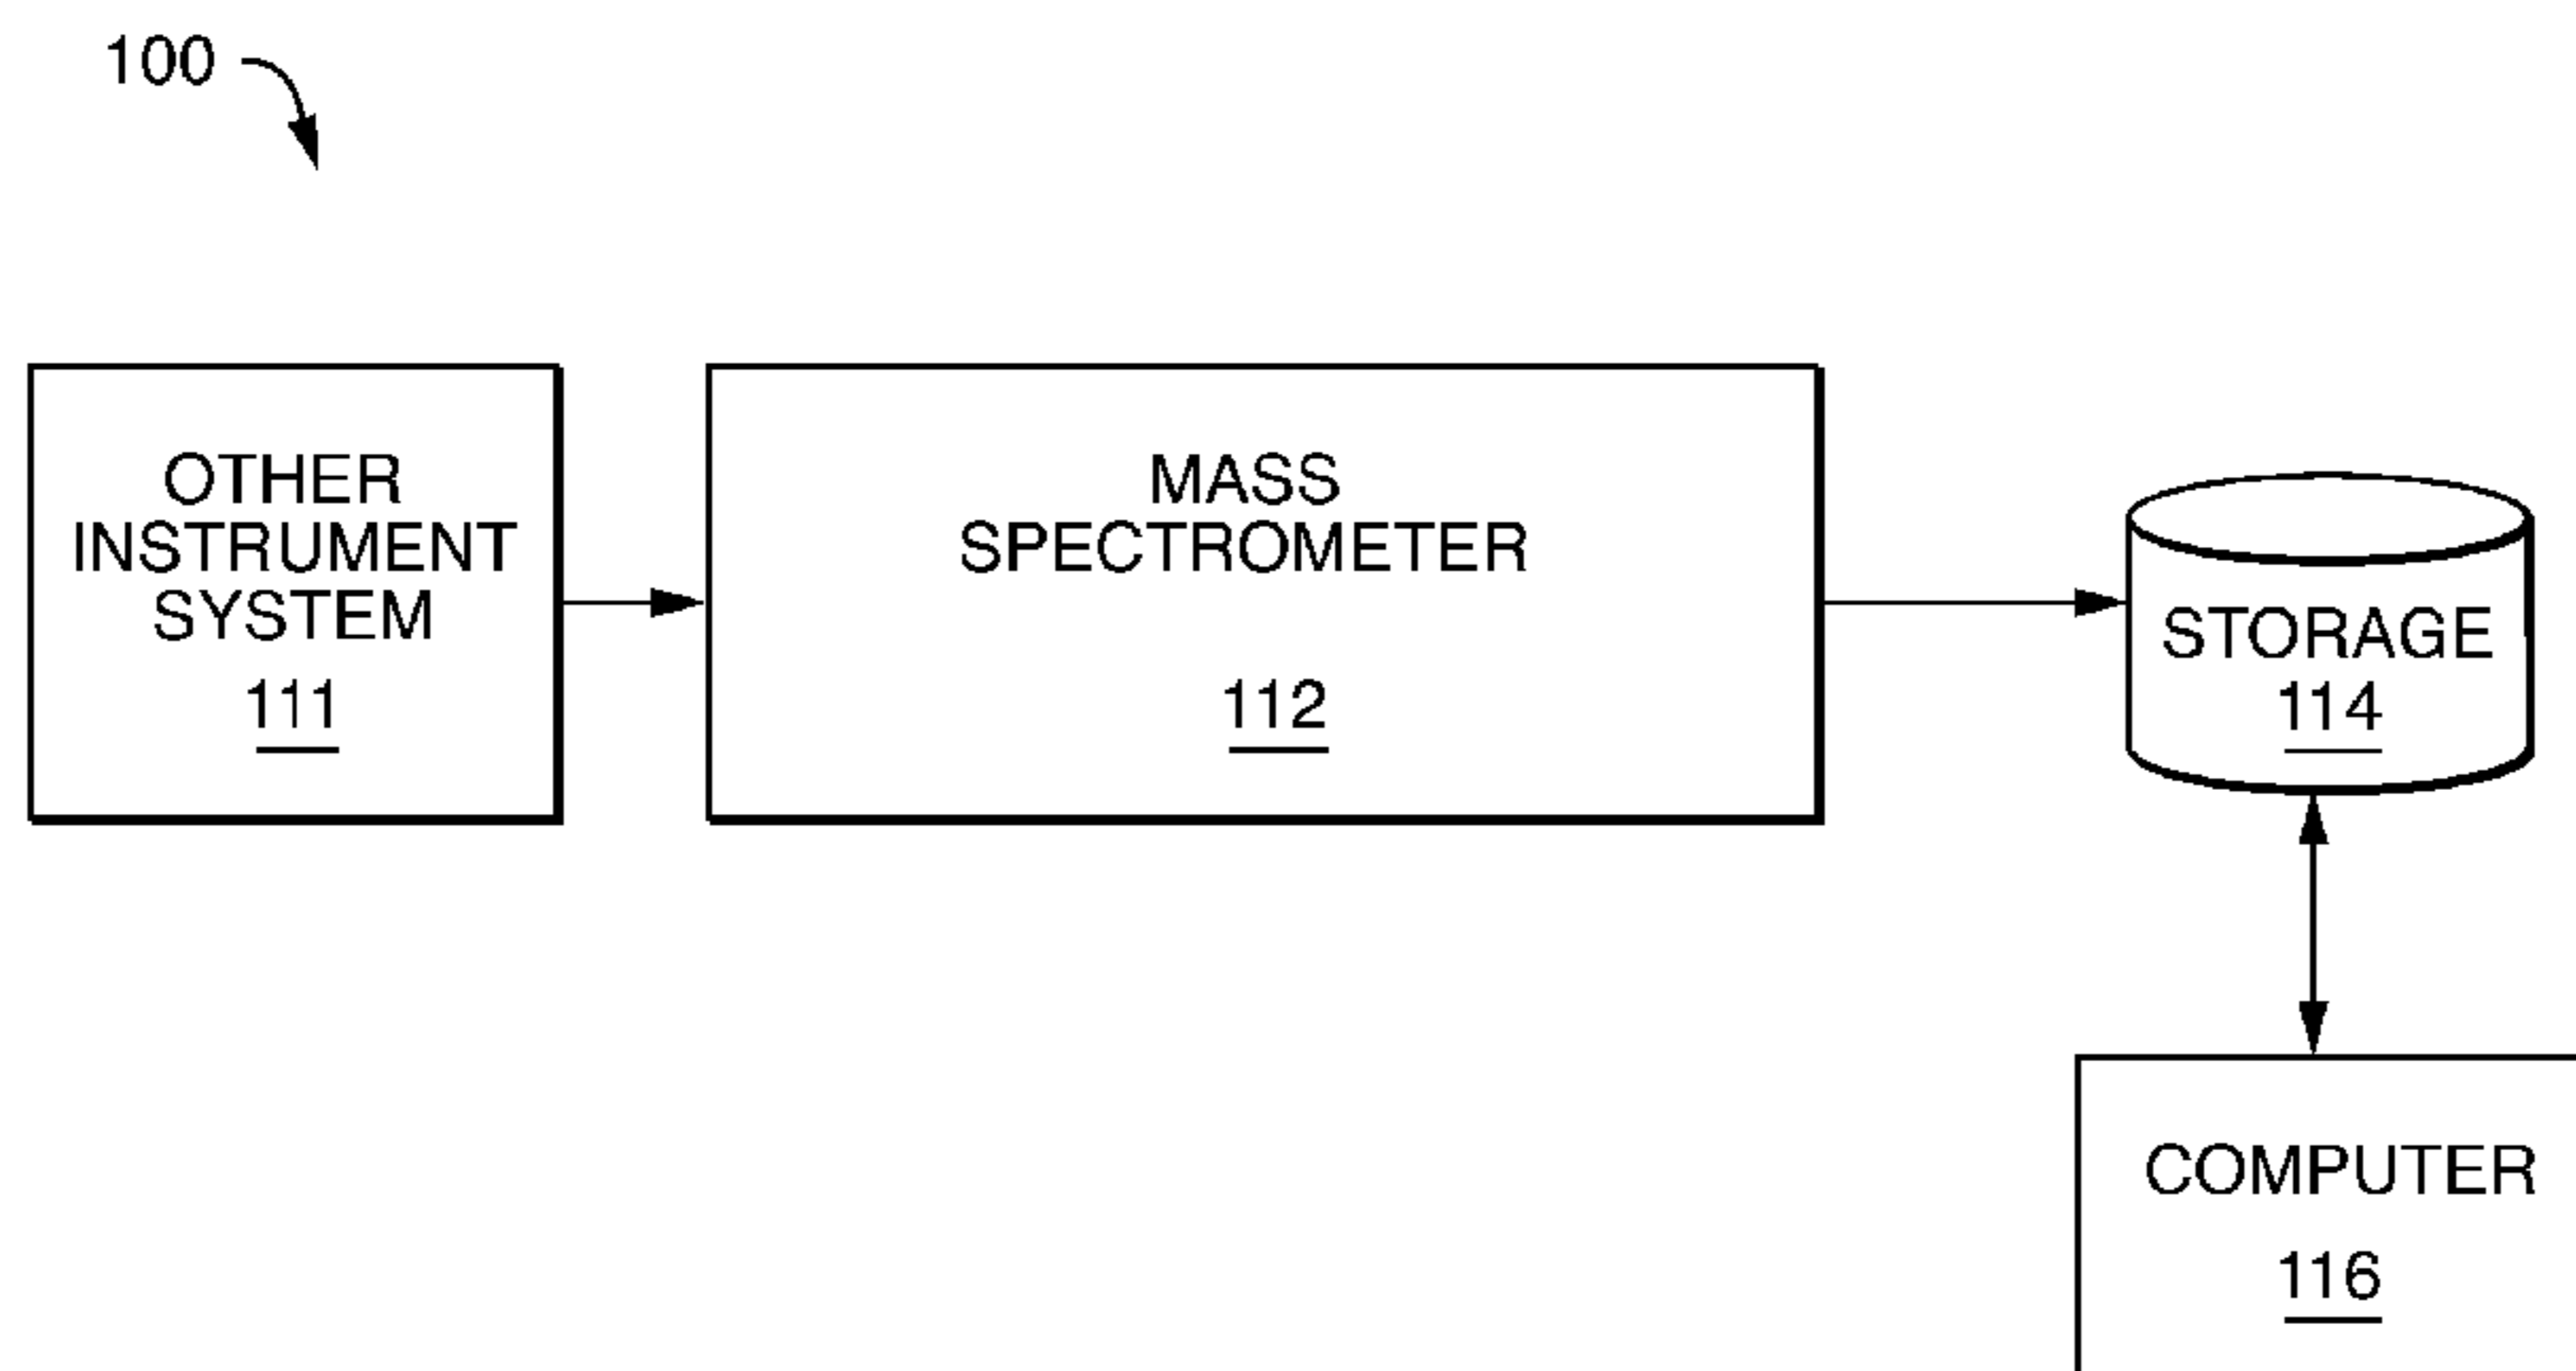 100
OTHER
INSTRUMENT
SYSTEM
111
MASS
SPECTROMETER
112
STORAGE
114
COMPUTER
116